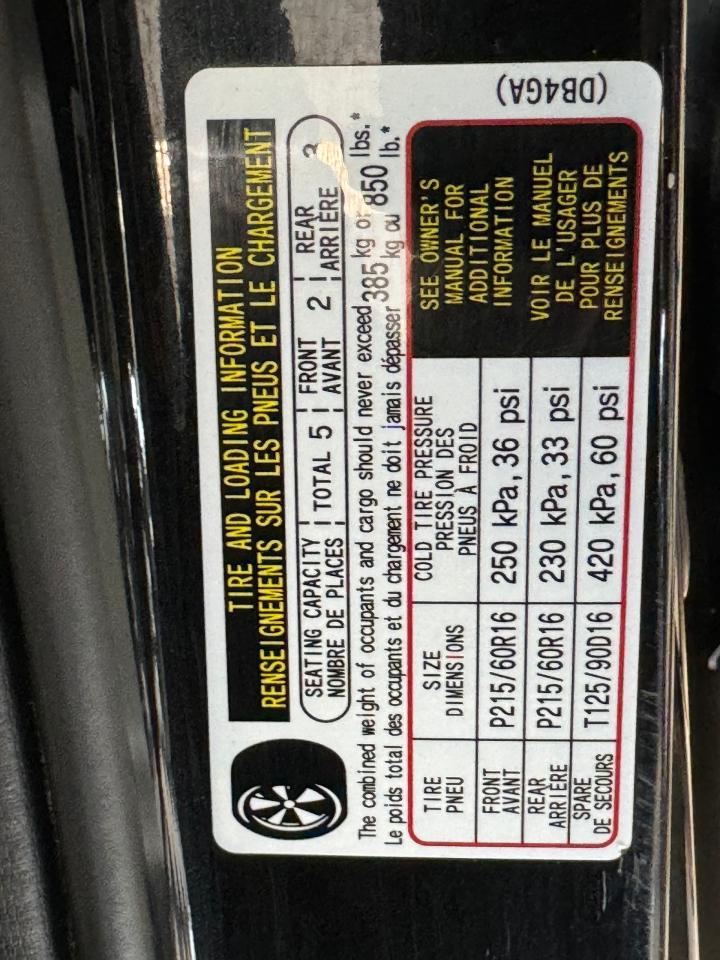 TIRE AND LOADING INFORMATION
RENSEIGNEMENTS SUR LES PNEUS ET LE CHARGEMENT
SEATING CAPACITY TOTAL 5 FRONT 2 REAR 3
NOMBRE DE PLACES AVANT ARRIÈRE
The combined weight of occupants and cargo should never exceed 385 kg or 850 lbs.*
Le poids total des occupants et du chargement ne doit jamais dépasser kg ou lb.*
TIRE SIZE COLD TIRE PRESSURE
PNEU DIMENSIONS PRESSION DES
PNEUS À FROID
FRONT P215/60R16 250 kPa, 36 psi
AVANT
REAR P215/60R16 230 kPa, 33 psi
ARRIÈRE
SPARE T125/90D16 420 kPa, 60 psi
DE SECOURS
SEE OWNER'S
MANUAL FOR
ADDITIONAL
INFORMATION
VOIR LE MANUEL
DE L'USAGER
POUR PLUS DE
RENSEIGNEMENTS
(DB4GA)